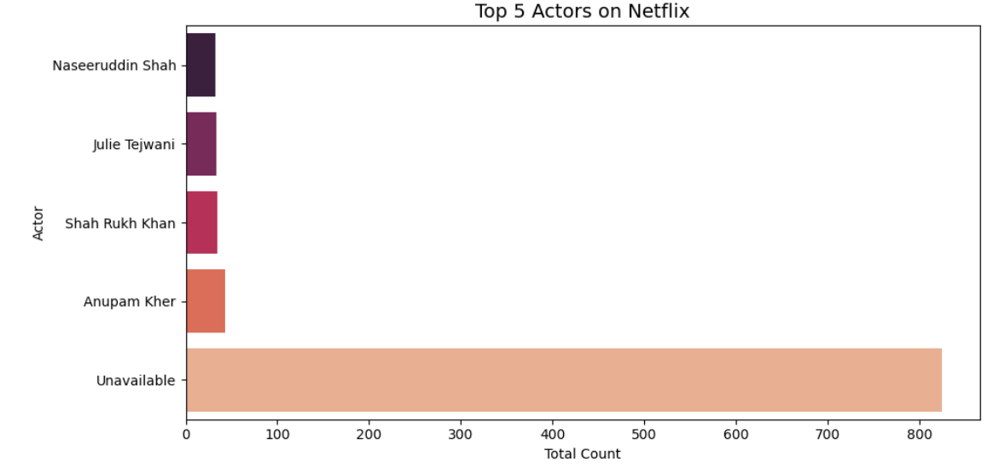 Top 5 Actors on Netflix
Naseeruddin Shah
Julie Tejwani
Shah Rukh Khan
Anupam Kher
Unavailable
Actor
0 100 200 300 400 500 600 700 800
Total Count